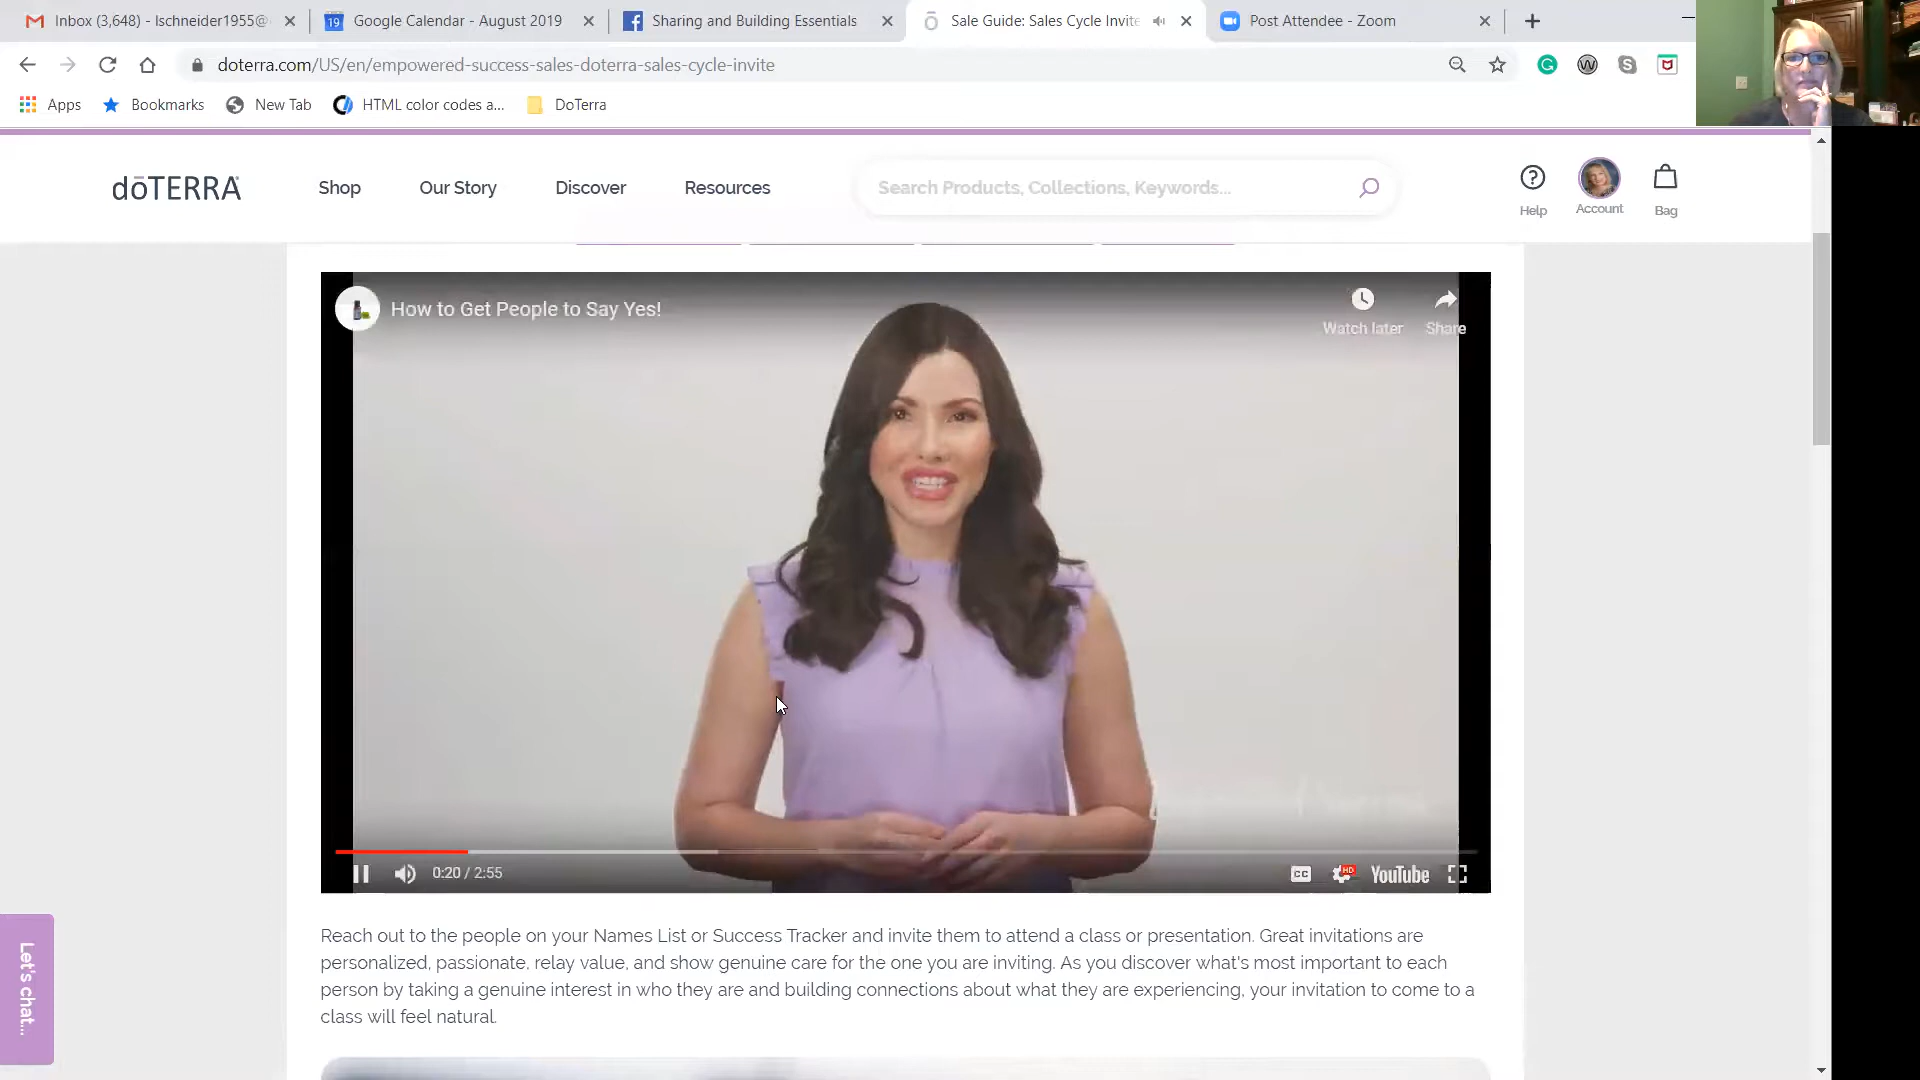 Inbox (3,648) - lschneider1955@
Google Calendar - August 2019
Sharing and Building Essentials
Sale Guide: Sales Cycle Invite
Post Attendee - Zoom
doterra.com/US/en/empowered-success-sales-doterra-sales-cycle-invite
Apps
Bookmarks
New Tab
HTML color codes a...
DoTerra
dōTERRA
Shop
Our Story
Discover
Resources
Search Products, Collections, Keywords...
Help
Account
Bag
How to Get People to Say Yes!
Watch later
Share
0:20 / 2:55
CC
HD
YouTube
Let's chat...
Reach out to the people on your Names List or Success Tracker and invite them to attend a class or presentation. Great invitations are
personalized, passionate, relay value, and show genuine care for the one you are inviting. As you discover what's most important to each
person by taking a genuine interest in who they are and building connections about what they are experiencing, your invitation to come to a
class will feel natural.